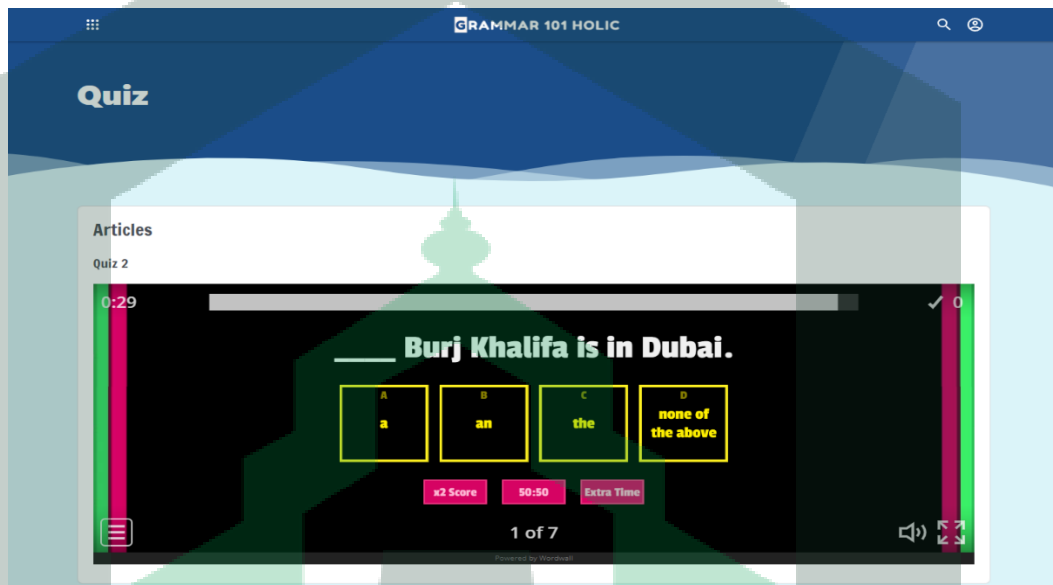 GRAMMAR 101 HOLIC
Quiz
Articles
Quiz 2
0:29
✓ 0
____ Burj Khalifa is in Dubai.
A
a
B
an
C
the
D
none of
the above
x2 Score
50:50
Extra Time
1 of 7
Powered by Wordwall